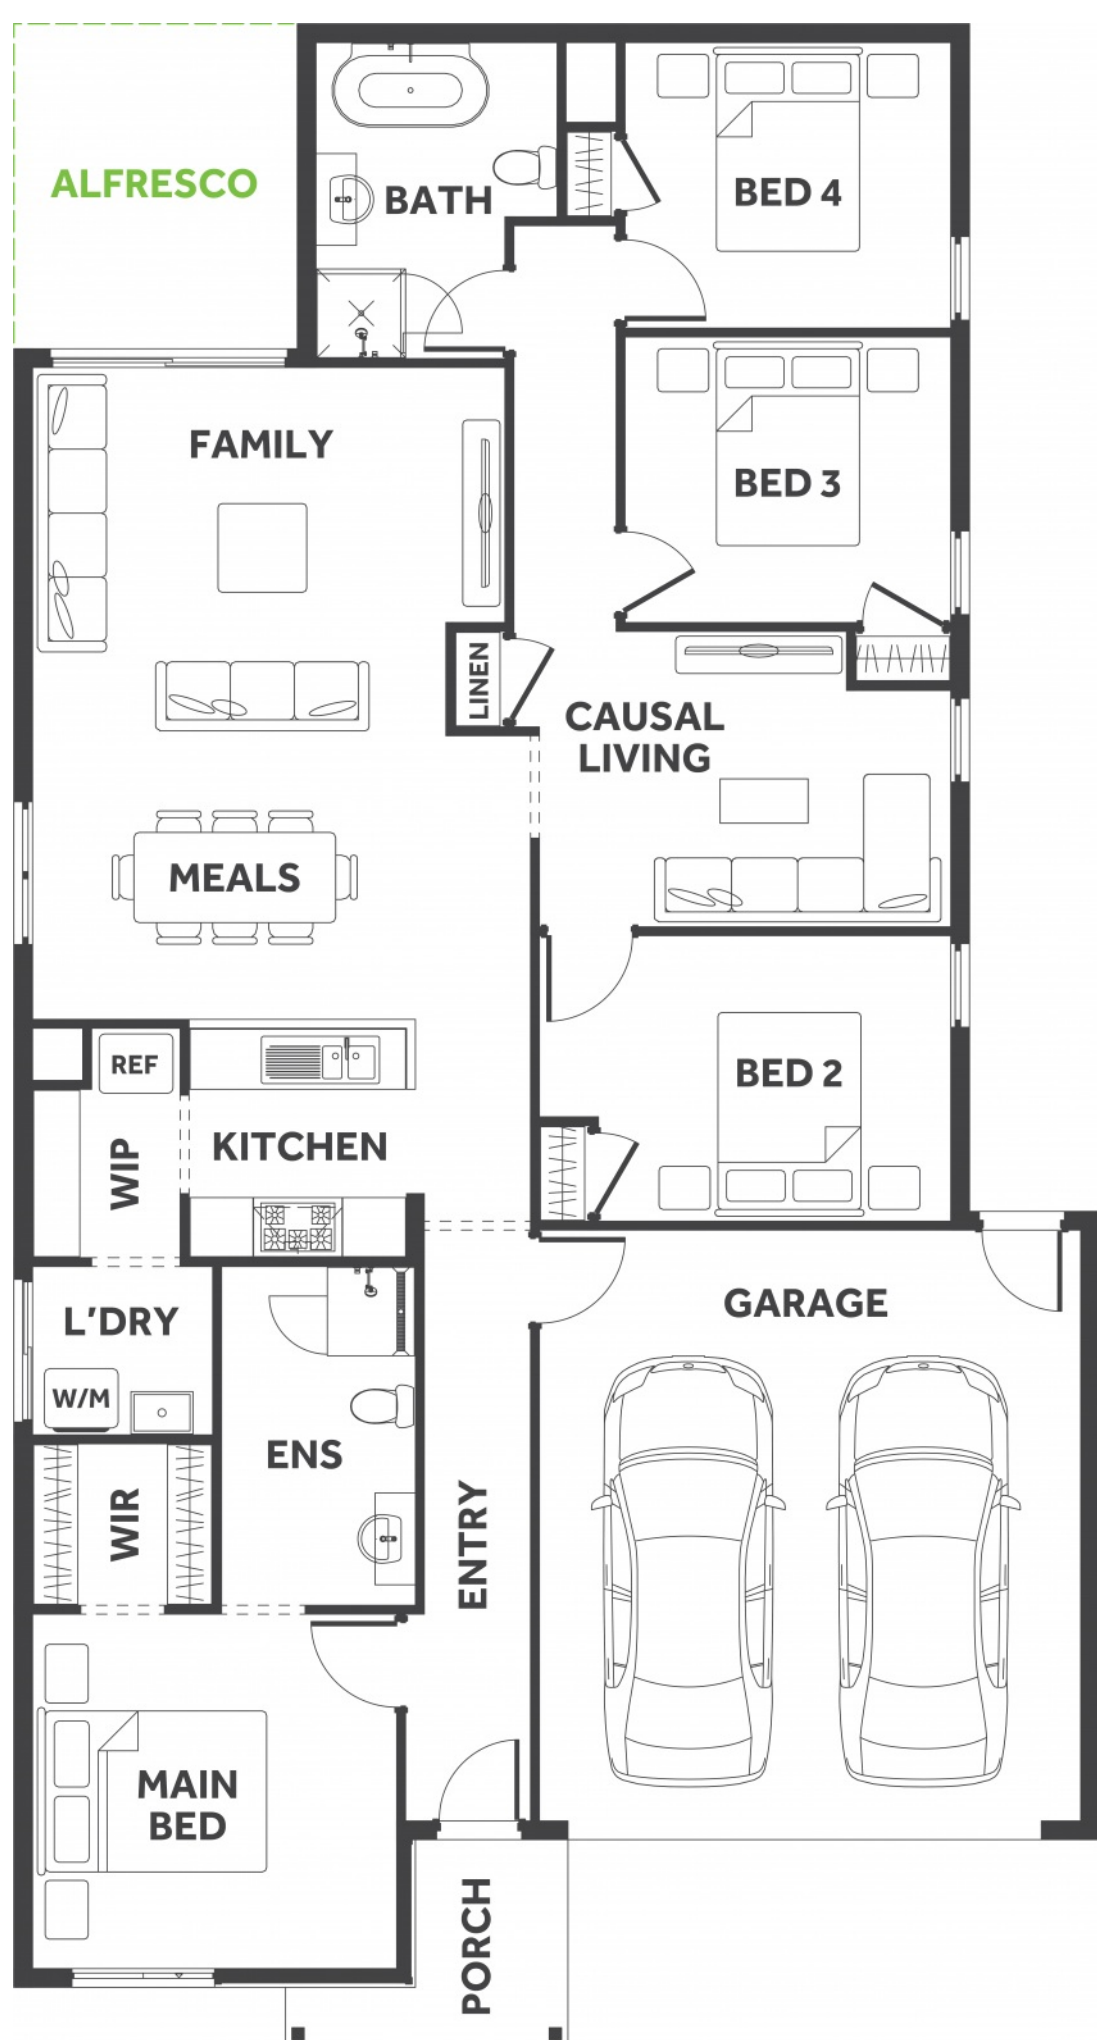 ALFRESCO
BATH
BED 4
FAMILY
BED 3
LINEN
CAUSAL
LIVING
MEALS
REF
BED 2
WIP
KITCHEN
L'DRY
GARAGE
W/M
ENS
WIR
ENTRY
MAIN
BED
PORCH